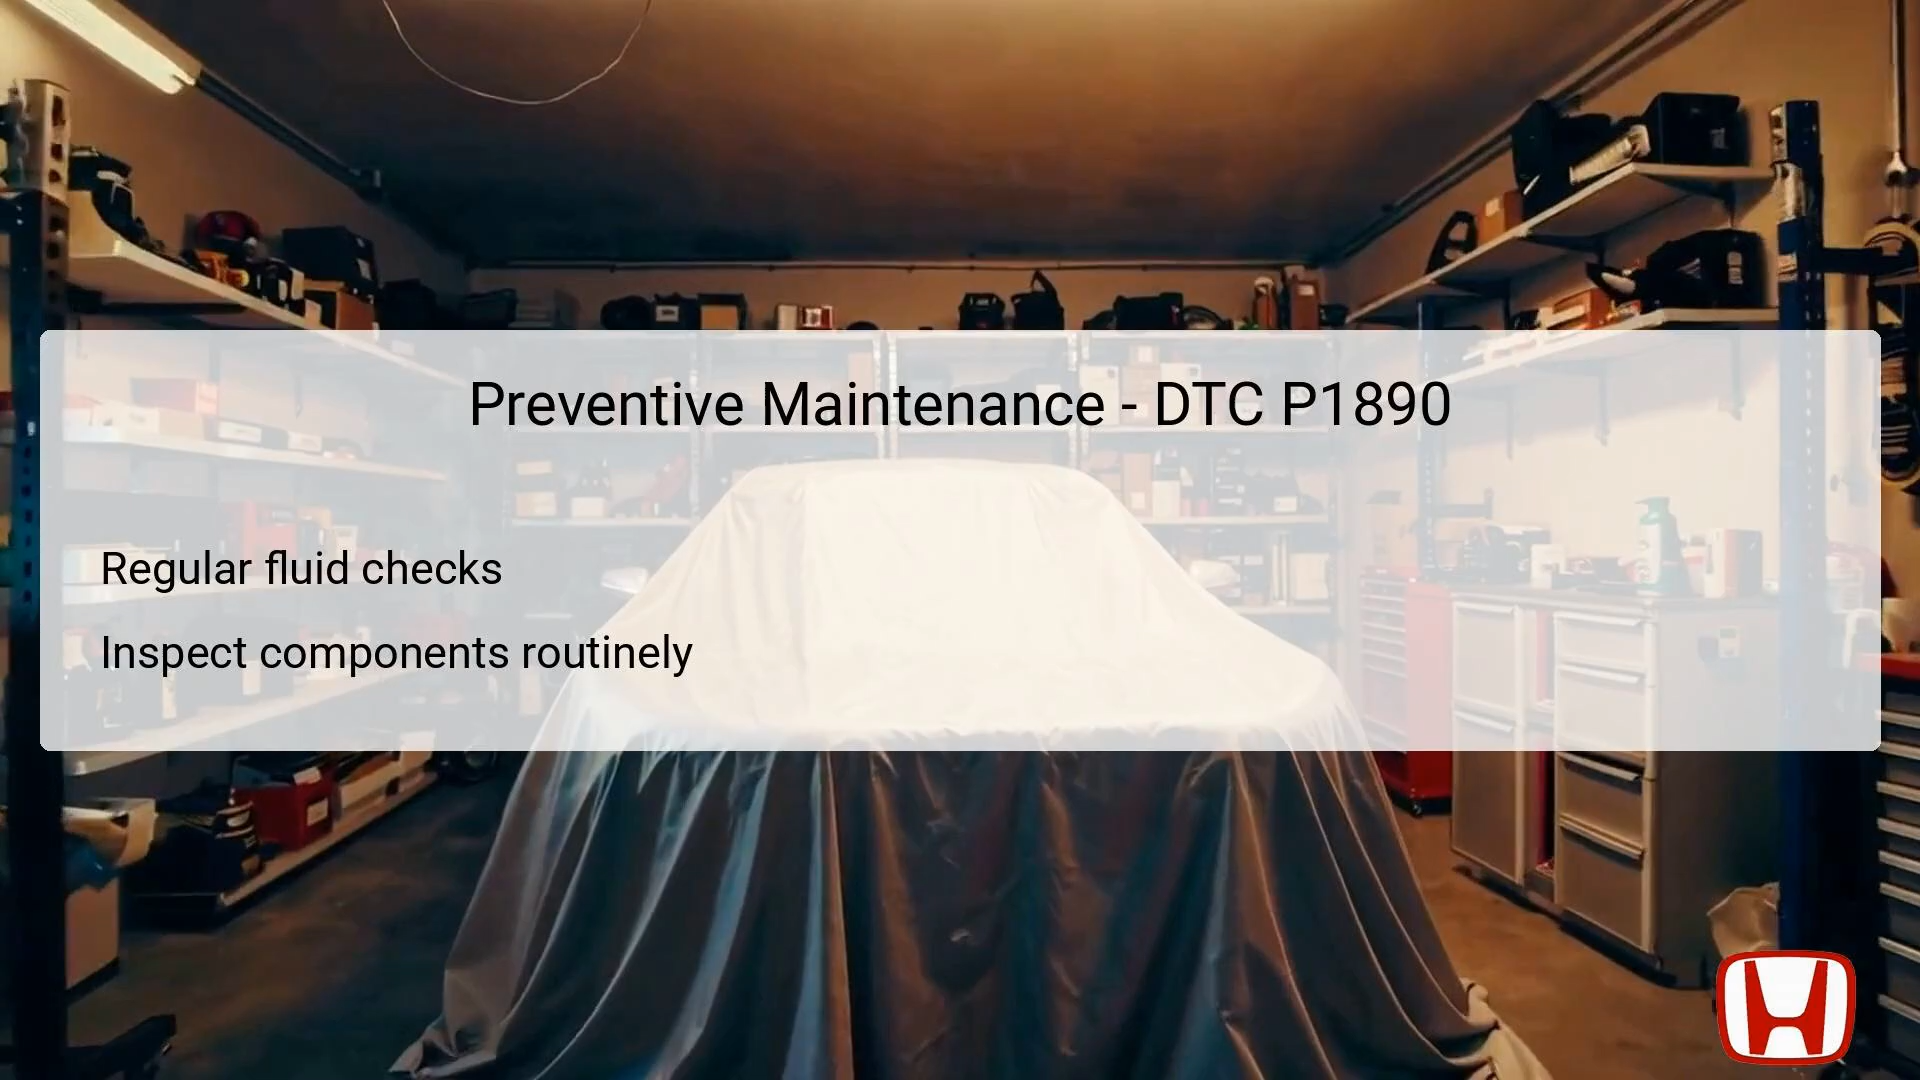 Preventive Maintenance - DTC P1890
Regular fluid checks
Inspect components routinely